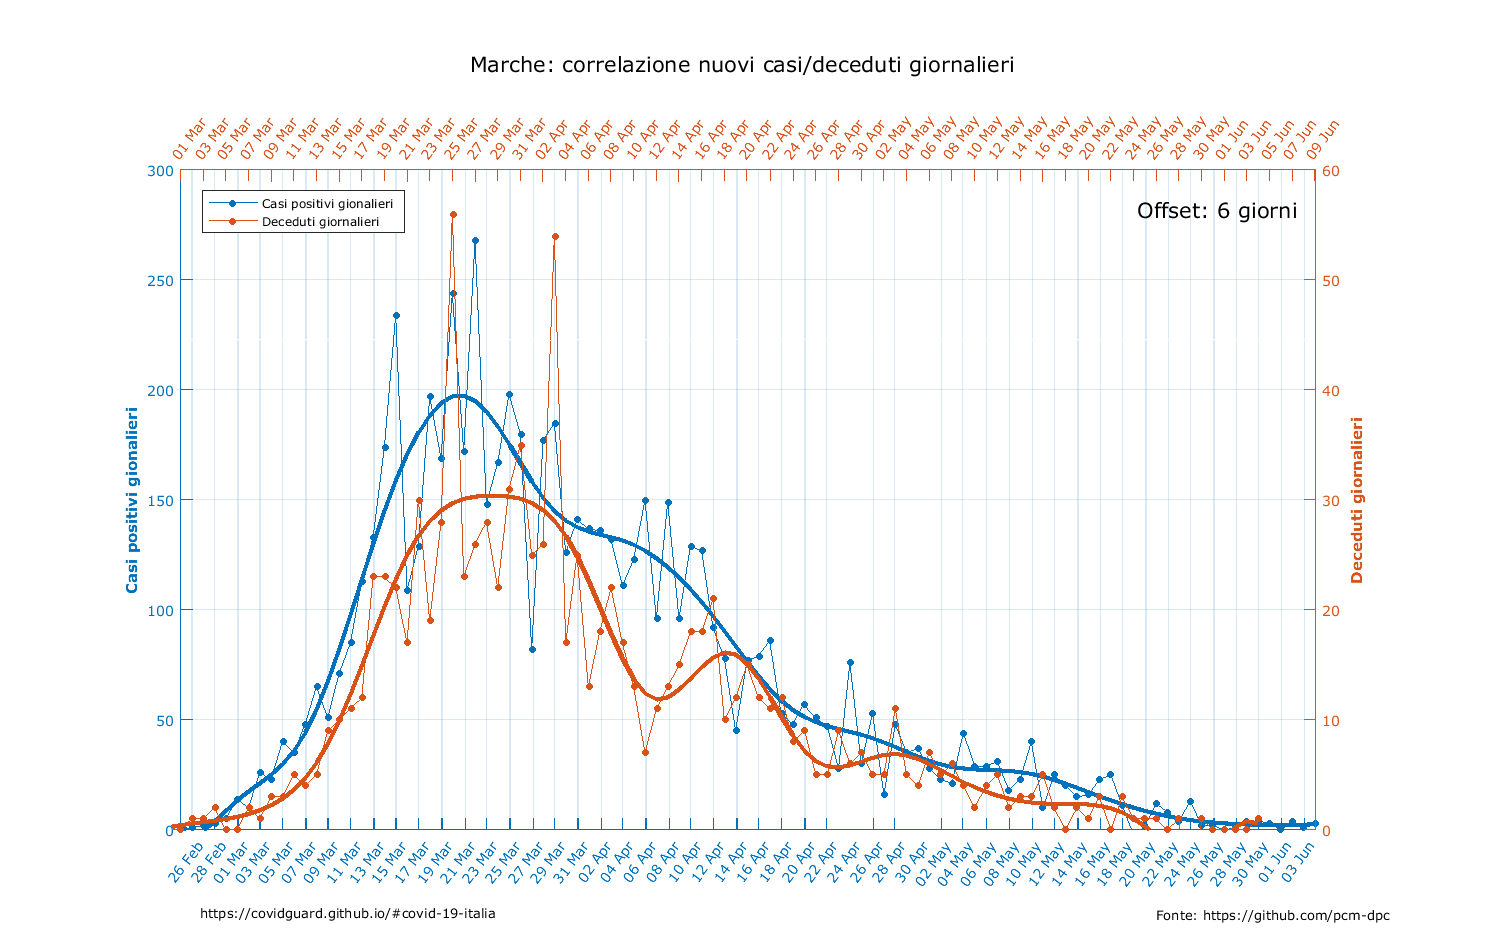 Marche: correlazione nuovi casi/deceduti giornalieri
01 Mar 03 Mar 05 Mar 07 Mar 09 Mar 11 Mar 13 Mar 15 Mar 17 Mar 19 Mar 21 Mar 23 Mar 25 Mar 27 Mar 29 Mar 31 Mar 02 Apr 04 Apr 06 Apr 08 Apr 10 Apr 12 Apr 14 Apr 16 Apr 18 Apr 20 Apr 22 Apr 24 Apr 26 Apr 28 Apr 30 Apr 02 May 04 May 06 May 08 May 10 May 12 May 14 May 16 May 18 May 20 May 22 May 24 May 26 May 28 May 30 May 01 Jun 03 Jun 05 Jun 07 Jun 09 Jun
300 60
Casi positivi gionalieri
Deceduti giornalieri
Offset: 6 giorni
250 50
200 40
150 30
100 20
50 10
0 0
Casi positivi gionalieri
Deceduti giornalieri
26 Feb 28 Feb 01 Mar 03 Mar 05 Mar 07 Mar 09 Mar 11 Mar 13 Mar 15 Mar 17 Mar 19 Mar 21 Mar 23 Mar 25 Mar 27 Mar 29 Mar 31 Mar 02 Apr 04 Apr 06 Apr 08 Apr 10 Apr 12 Apr 14 Apr 16 Apr 18 Apr 20 Apr 22 Apr 24 Apr 26 Apr 28 Apr 30 Apr 02 May 04 May 06 May 08 May 10 May 12 May 14 May 16 May 18 May 20 May 22 May 24 May 26 May 28 May 30 May 01 Jun 03 Jun
https://covidguard.github.io/#covid-19-italia
Fonte: https://github.com/pcm-dpc